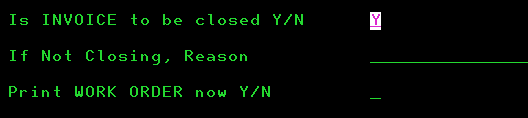 Is INVOICE to be closed Y/N Y
If Not Closing, Reason
Print WORK ORDER now Y/N